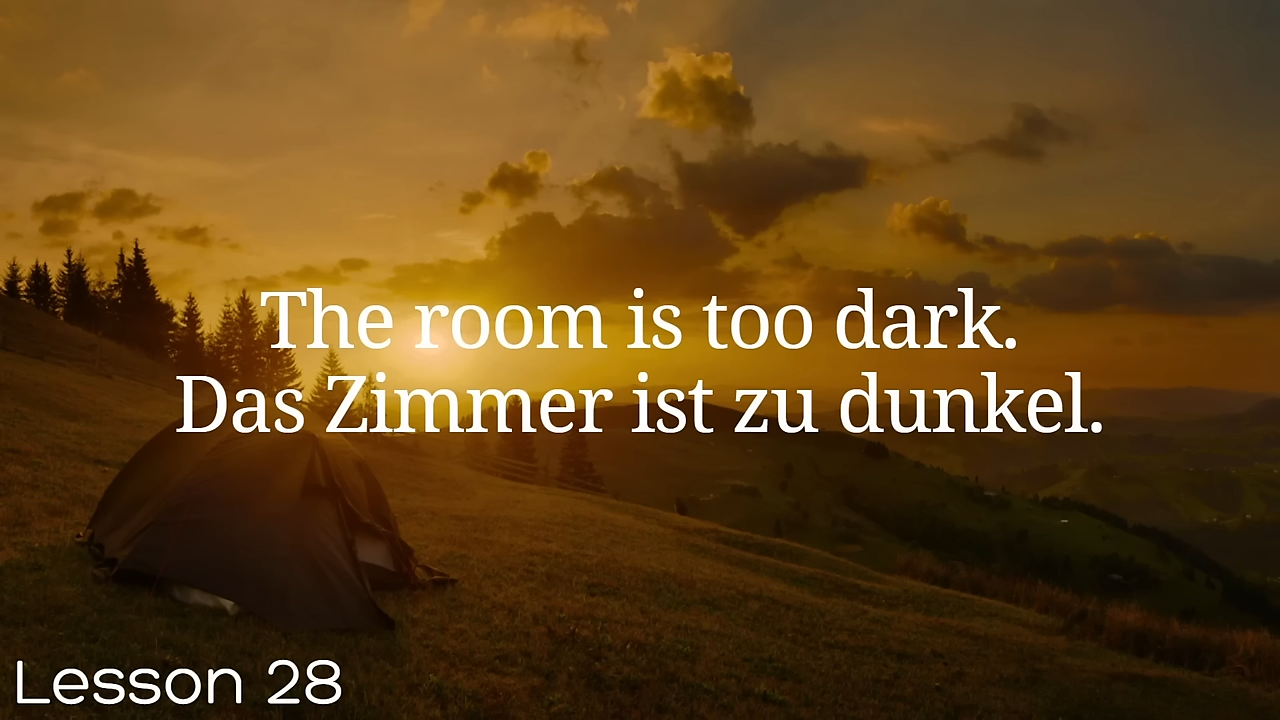 The room is too dark.
Das Zimmer ist zu dunkel.
Lesson 28